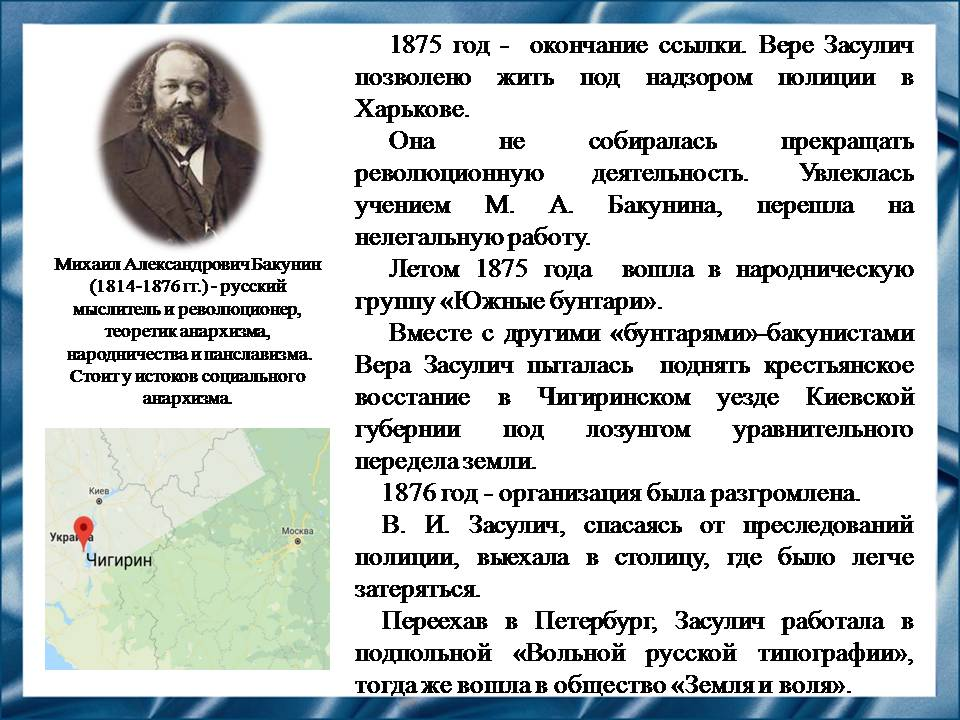 Михаил Александрович Бакунин
(1814-1876 гг.) - русский
мыслитель и революционер,
теоретик анархизма,
народничества и панславизма.
Стоит у истоков социального
анархизма.
Киев
Украина
Чигирин
Москва
1875 год - окончание ссылки. Вере Засулич
позволено жить под надзором полиции в
Харькове.
Она не собиралась прекращать
революционную деятельность. Увлеклась
учением М. А. Бакунина, перешла на
нелегальную работу.
Летом 1875 года вошла в народническую
группу «Южные бунтари».
Вместе с другими «бунтарями»-бакунистами
Вера Засулич пыталась поднять крестьянское
восстание в Чигиринском уезде Киевской
губернии под лозунгом уравнительного
передела земли.
1876 год - организация была разгромлена.
В. И. Засулич, спасаясь от преследований
полиции, выехала в столицу, где было легче
затеряться.
Переехав в Петербург, Засулич работала в
подпольной «Вольной русской типографии»,
тогда же вошла в общество «Земля и воля».